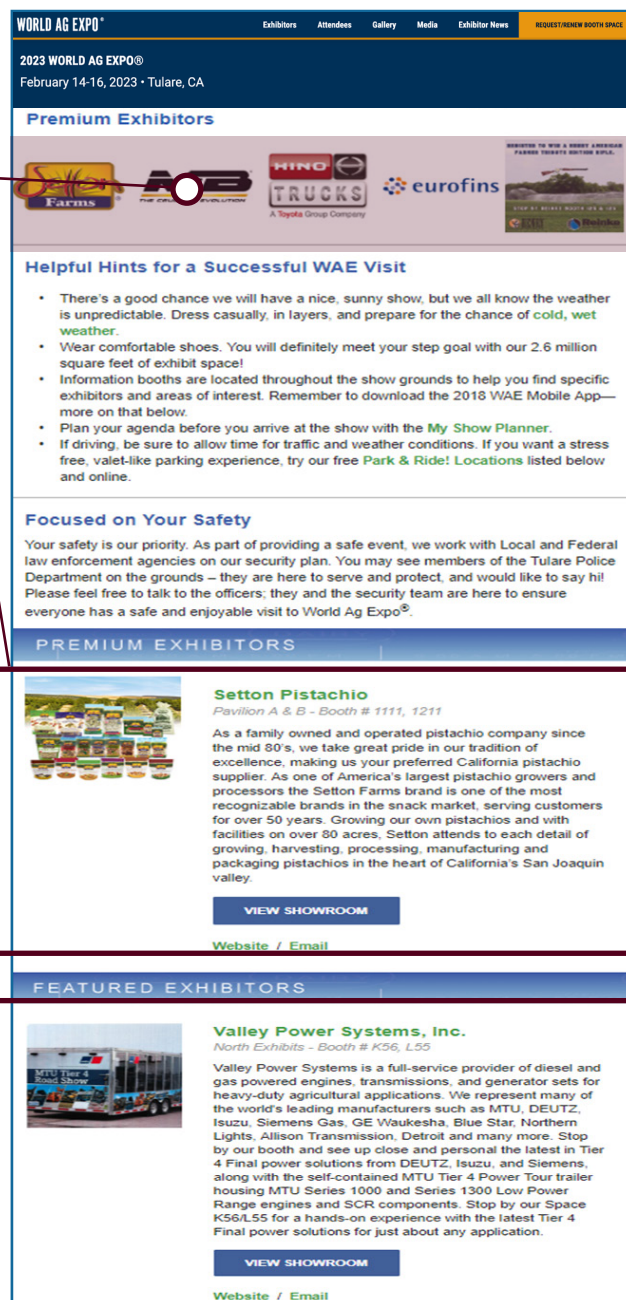 WORLD AG EXPO®
Exhibitors Attendees Gallery Media Exhibitor News REQUEST/RENEW BOOTH SPACE
2023 WORLD AG EXPO®
February 14-16, 2023 • Tulare, CA
Premium Exhibitors
Setton
Farms
HINO
TRUCKS
A Toyota Group Company
eurofins
REGISTER TO WIN A HENRY AMERICAN
FARMER TRIBUTE EDITION RIFLE.
Reinke
Helpful Hints for a Successful WAE Visit
• There's a good chance we will have a nice, sunny show, but we all know the weather
is unpredictable. Dress casually, in layers, and prepare for the chance of cold, wet
weather.
• Wear comfortable shoes. You will definitely meet your step goal with our 2.6 million
square feet of exhibit space!
• Information booths are located throughout the show grounds to help you find specific
exhibitors and areas of interest. Remember to download the 2018 WAE Mobile App—
more on that below.
• Plan your agenda before you arrive at the show with the My Show Planner.
• If driving, be sure to allow time for traffic and weather conditions. If you want a stress
free, valet-like parking experience, try our free Park & Ride! Locations listed below
and online.
Focused on Your Safety
Your safety is our priority. As part of providing a safe event, we work with Local and Federal
law enforcement agencies on our security plan. You may see members of the Tulare Police
Department on the grounds – they are here to serve and protect, and would like to say hi!
Please feel free to talk to the officers; they and the security team are here to ensure
everyone has a safe and enjoyable visit to World Ag Expo®.
PREMIUM EXHIBITORS
Setton Pistachio
Pavilion A & B - Booth # 1111, 1211
As a family owned and operated pistachio company since
the mid 80's, we take great pride in our tradition of
excellence, making us your preferred California pistachio
supplier. As one of America's largest pistachio growers and
processors the Setton Farms brand is one of the most
recognizable brands in the snack market, serving customers
for over 50 years. Growing our own pistachios and with
facilities on over 80 acres, Setton attends to each detail of
growing, harvesting, processing, manufacturing and
packaging pistachios in the heart of California's San Joaquin
valley.
VIEW SHOWROOM
Website / Email
FEATURED EXHIBITORS
MTU Tier 4
Road Show
Valley Power Systems, Inc.
North Exhibits - Booth # K56, L55
Valley Power Systems is a full-service provider of diesel and
gas powered engines, transmissions, and generator sets for
heavy-duty agricultural applications. We represent many of
the world's leading manufacturers such as MTU, DEUTZ,
Isuzu, Siemens Gas, GE Waukesha, Blue Star, Northern
Lights, Allison Transmission, Detroit and many more. Stop
by our booth and see up close and personal the latest in Tier
4 Final power solutions from DEUTZ, Isuzu, and Siemens,
along with the self-contained MTU Tier 4 Power Tour trailer
housing MTU Series 1000 and Series 1300 Low Power
Range engines and SCR components. Stop by our Space
K56/L55 for a hands-on experience with the latest Tier 4
Final power solutions for just about any application.
VIEW SHOWROOM
Website / Email